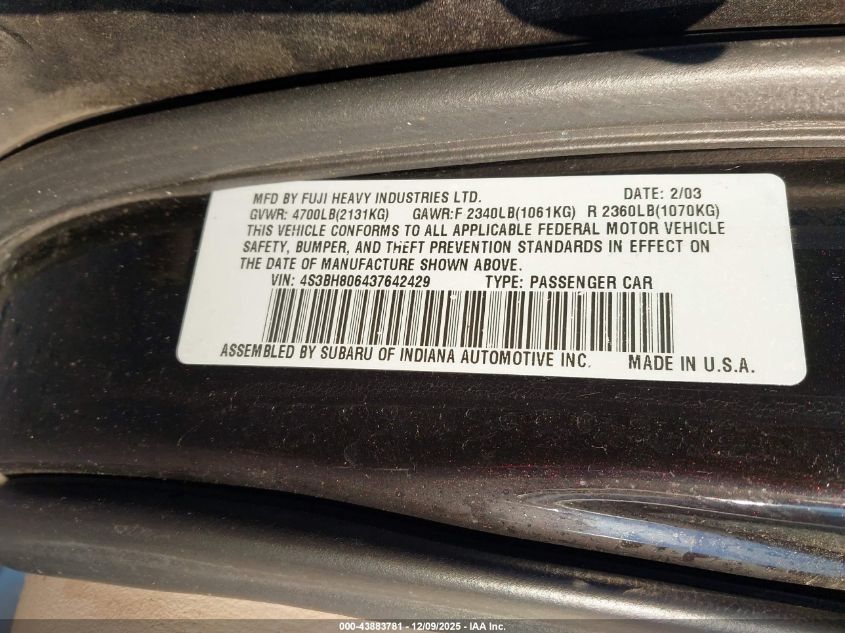 MFD BY FUJI HEAVY INDUSTRIES LTD. DATE: 2/03
GVWR: 4700LB(2131KG) GAWR:F 2340LB(1061KG) R 2360LB(1070KG)
THIS VEHICLE CONFORMS TO ALL APPLICABLE FEDERAL MOTOR VEHICLE
SAFETY, BUMPER, AND THEFT PREVENTION STANDARDS IN EFFECT ON
THE DATE OF MANUFACTURE SHOWN ABOVE.
VIN: 4S3BH806437642429 TYPE: PASSENGER CAR
ASSEMBLED BY SUBARU OF INDIANA AUTOMOTIVE INC. MADE IN U.S.A.
000-43883781 - 12/09/2025 - IAA Inc.